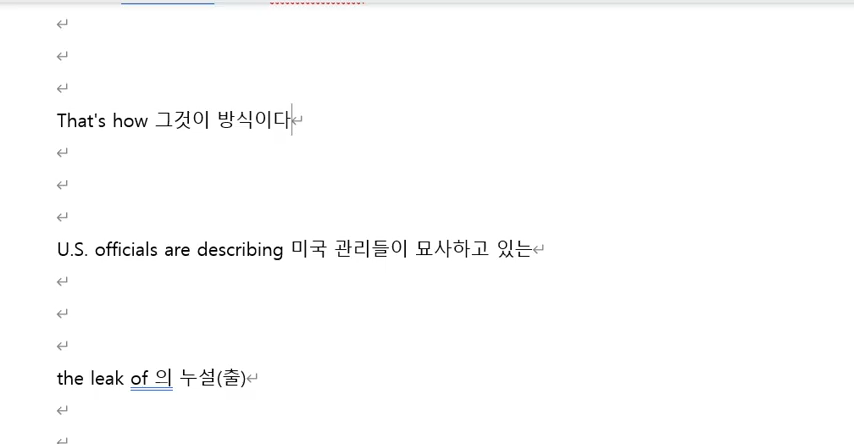 That's how 그것이 방식이다
U.S. officials are describing 미국 관리들이 묘사하고 있는
the leak of 의 누설(출)